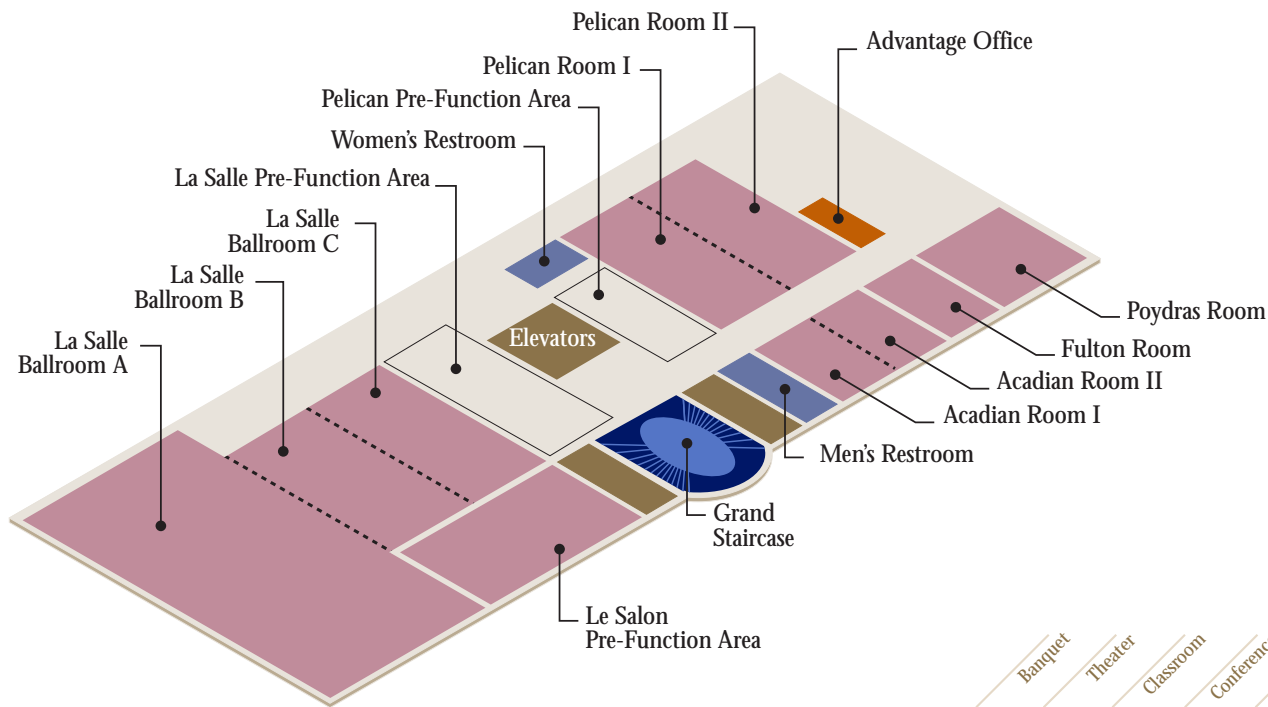 Pelican Room II
Advantage Office
Pelican Room I
Pelican Pre-Function Area
Women's Restroom
La Salle Pre-Function Area
La Salle
Ballroom C
La Salle
Ballroom B
La Salle
Ballroom A
Elevators
Poydras Room
Fulton Room
Acadian Room II
Acadian Room I
Men's Restroom
Grand
Staircase
Le Salon
Pre-Function Area
Banquet
Theater
Classroom